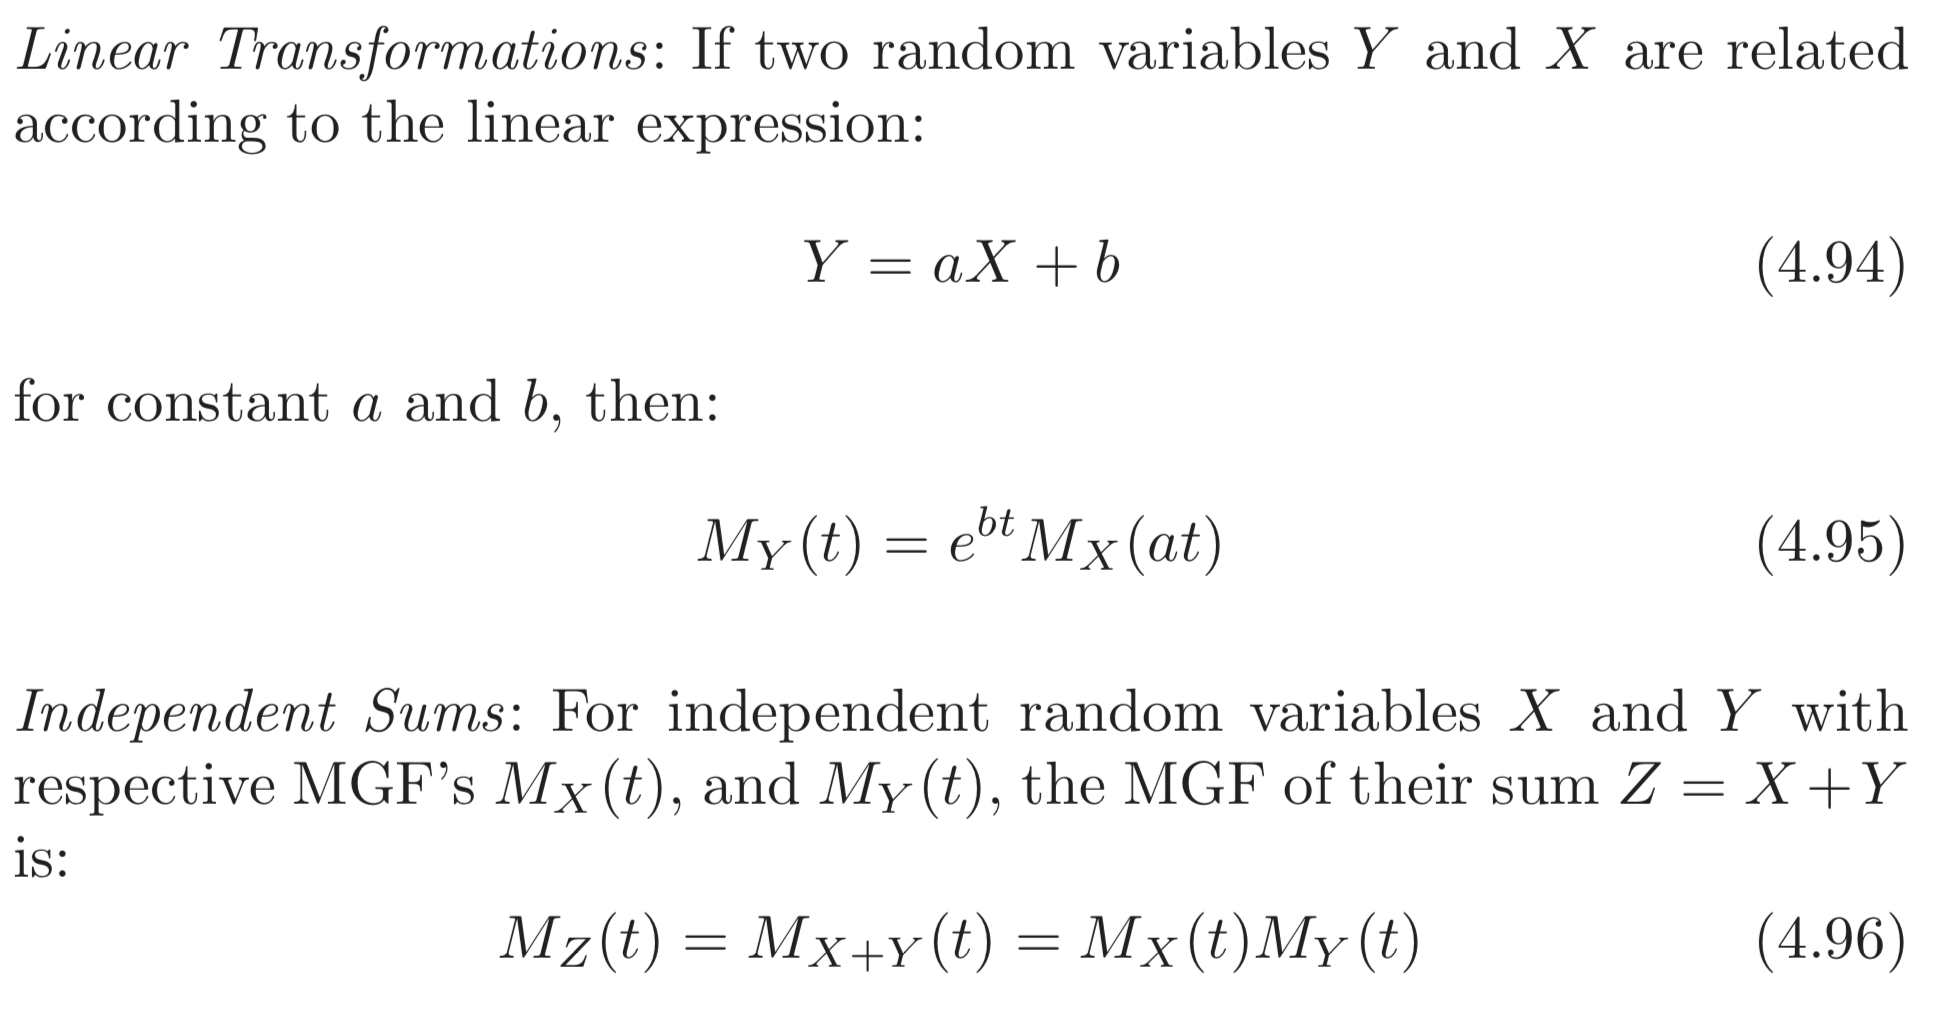 Linear Transformations: If two random variables Y and X are related
according to the linear expression:
Y = aX + b (4.94)
for constant a and b, then:
M_Y(t) = e^{bt} M_X(at) (4.95)
Independent Sums: For independent random variables X and Y with
respective MGF's M_X(t), and M_Y(t), the MGF of their sum Z = X + Y
is:
M_Z(t) = M_{X+Y}(t) = M_X(t)M_Y(t) (4.96)